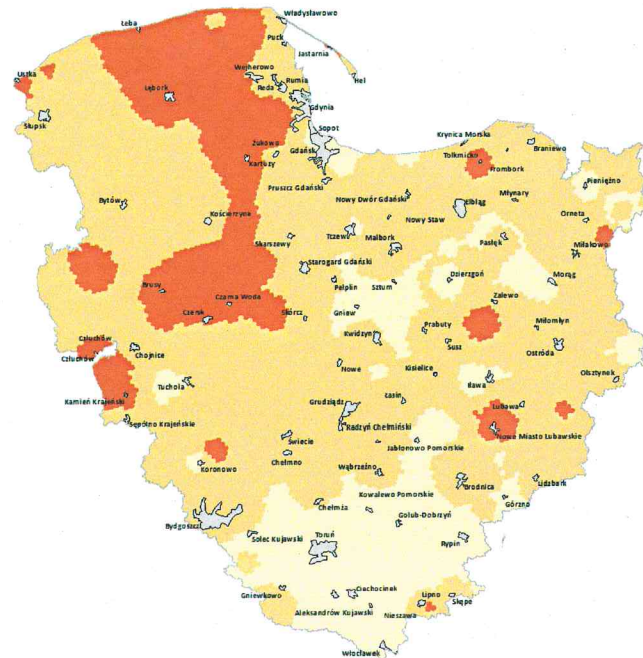 Władysławowo
Łeba
Puck
Jastarnia
Ustka
Wejherowo
Hel
Rumia
Lębork
Reda
Gdynia
Słupsk
Sopot
Krynica Morska
Żukowo
Braniewo
Gdańsk
Tolkmicko
Kartuzy
Frombork
Pruszcz Gdański
Pieniężno
Nowy Dwór Gdański
Młynary
Bytów
Elbląg
Kościerzyna
Nowy Staw
Orneta
Skarszewy
Tczew
Malbork
Pasłęk
Miłakowo
Starogard Gdański
Pelplin
Sztum
Dzierzgoń
Morąg
Brusy
Czarna Woda
Zalewo
Czersk
Skórcz
Gniew
Miłomłyn
Kwidzyn
Prabuty
Człuchów
Susz
Ostróda
Człuchów
Chojnice
Nowe
Kisielice
Olsztynek
Tuchola
Iława
Kamień Krajeński
Łasin
Grudziądz
Lubawa
Sępólno Krajeńskie
Radzyń Chełmiński
Świecie
Nowe Miasto Lubawskie
Jabłonowo Pomorskie
Chełmno
Koronowo
Wąbrzeźno
Brodnica
Lidzbark
Kowalewo Pomorskie
Górzno
Chełmża
Bydgoszcz
Golub-Dobrzyń
Solec Kujawski
Toruń
Rypin
Gniewkowo
Ciechocinek
Lipno
Skępe
Aleksandrów Kujawski
Nieszawa
Włocławek